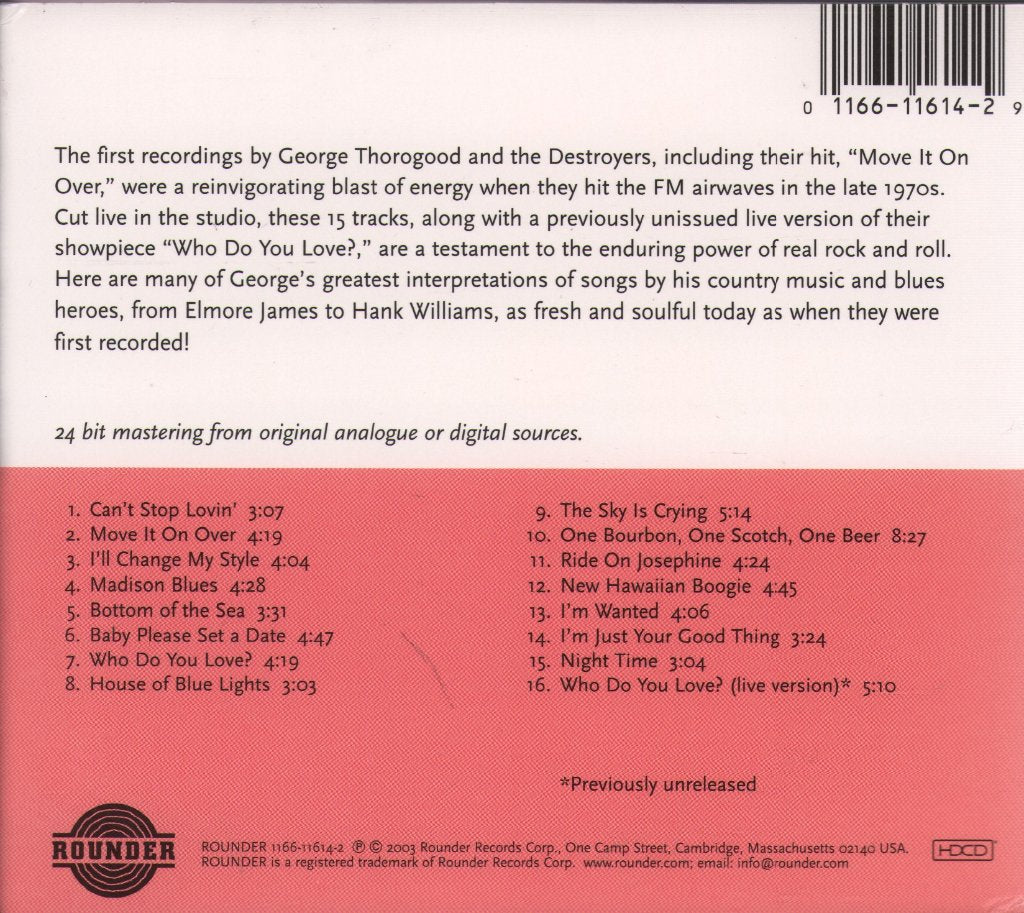 0 1166-11614-2 9
The first recordings by George Thorogood and the Destroyers, including their hit, “Move It On
Over,” were a reinvigorating blast of energy when they hit the FM airwaves in the late 1970s.
Cut live in the studio, these 15 tracks, along with a previously unissued live version of their
showpiece “Who Do You Love?,” are a testament to the enduring power of real rock and roll.
Here are many of George’s greatest interpretations of songs by his country music and blues
heroes, from Elmore James to Hank Williams, as fresh and soulful today as when they were
first recorded!
24 bit mastering from original analogue or digital sources.
1. Can’t Stop Lovin’ 3:07
2. Move It On Over 4:19
3. I’ll Change My Style 4:04
4. Madison Blues 4:28
5. Bottom of the Sea 3:31
6. Baby Please Set a Date 4:47
7. Who Do You Love? 4:19
8. House of Blue Lights 3:03
9. The Sky Is Crying 5:14
10. One Bourbon, One Scotch, One Beer 8:27
11. Ride On Josephine 4:24
12. New Hawaiian Boogie 4:45
13. I’m Wanted 4:06
14. I’m Just Your Good Thing 3:24
15. Night Time 3:04
16. Who Do You Love? (live version)* 5:10
*Previously unreleased
ROUNDER
ROUNDER 1166-11614-2 ℗ © 2003 Rounder Records Corp., One Camp Street, Cambridge, Massachusetts 02140 USA.
ROUNDER is a registered trademark of Rounder Records Corp. www.rounder.com; email: info@rounder.com
HDCD